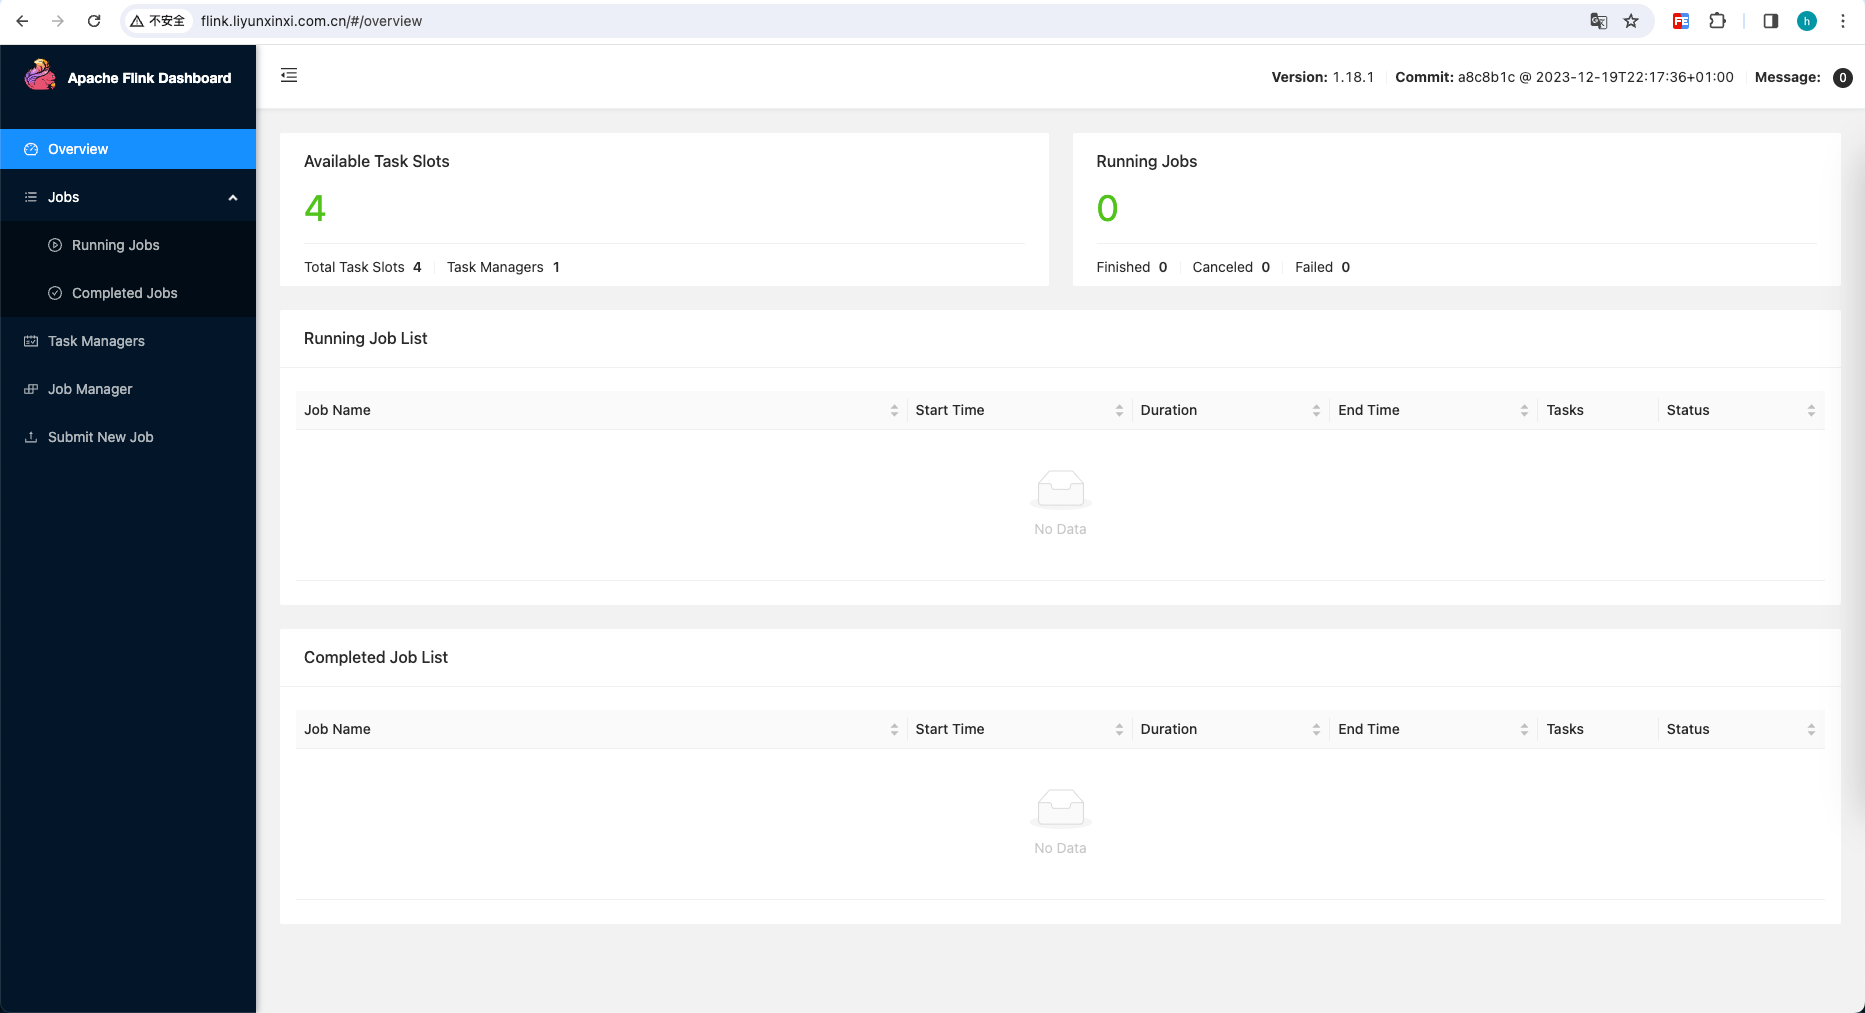 不安全 flink.liyunxinxi.com.cn/#/overview
h
Apache Flink Dashboard
Version: 1.18.1 Commit: a8c8b1c @ 2023-12-19T22:17:36+01:00 Message: 0
Overview
Jobs
Running Jobs
Completed Jobs
Task Managers
Job Manager
Submit New Job
Available Task Slots
4
Total Task Slots 4 Task Managers 1
Running Jobs
0
Finished 0 Canceled 0 Failed 0
Running Job List
Job Name Start Time Duration End Time Tasks Status
No Data
Completed Job List
Job Name Start Time Duration End Time Tasks Status
No Data